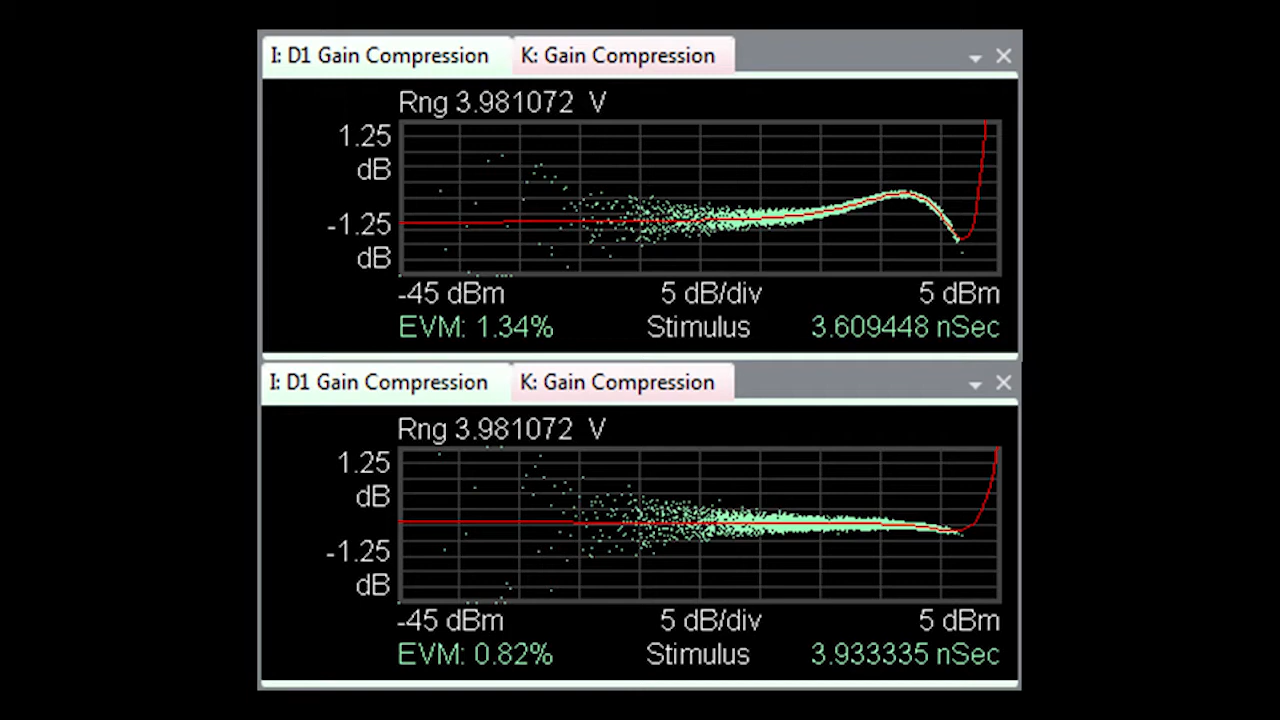 I: D1 Gain Compression K: Gain Compression
Rng 3.981072 V
1.25
dB
-1.25
dB
-45 dBm 5 dB/div 5 dBm
EVM: 1.34% Stimulus 3.609448 nSec
I: D1 Gain Compression K: Gain Compression
Rng 3.981072 V
1.25
dB
-1.25
dB
-45 dBm 5 dB/div 5 dBm
EVM: 0.82% Stimulus 3.933335 nSec